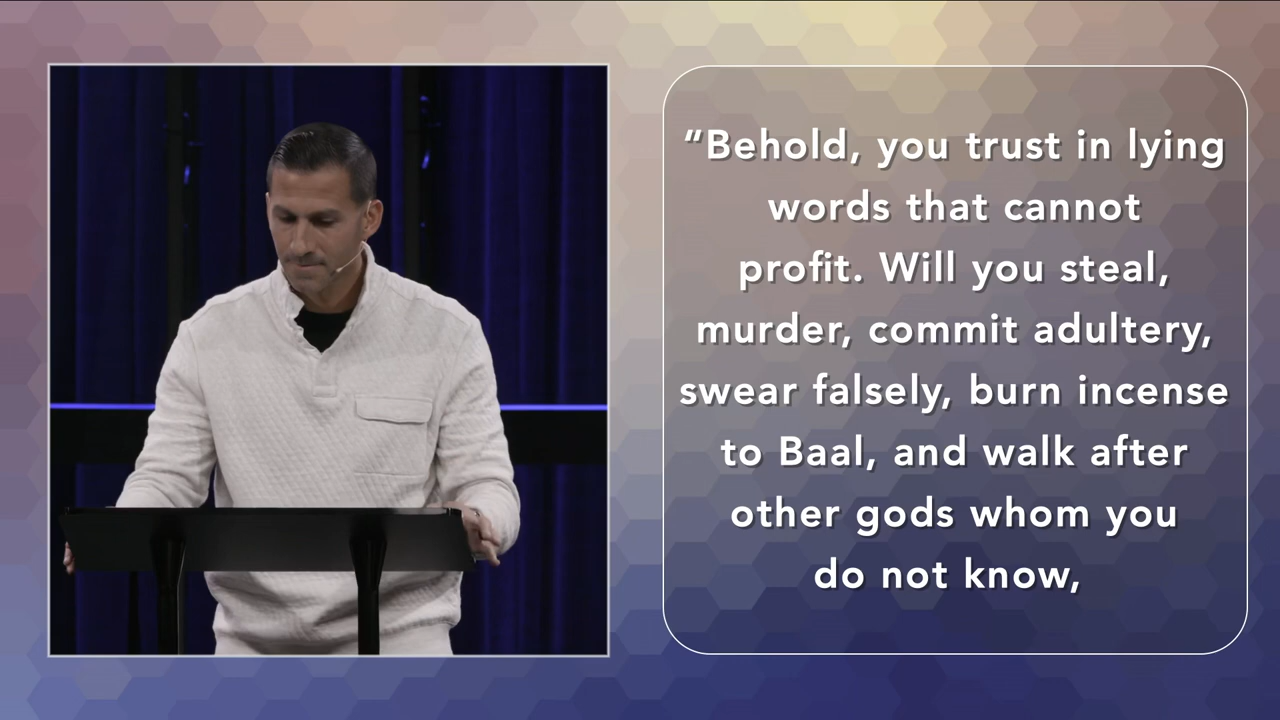 “Behold, you trust in lying
words that cannot
profit. Will you steal,
murder, commit adultery,
swear falsely, burn incense
to Baal, and walk after
other gods whom you
do not know,